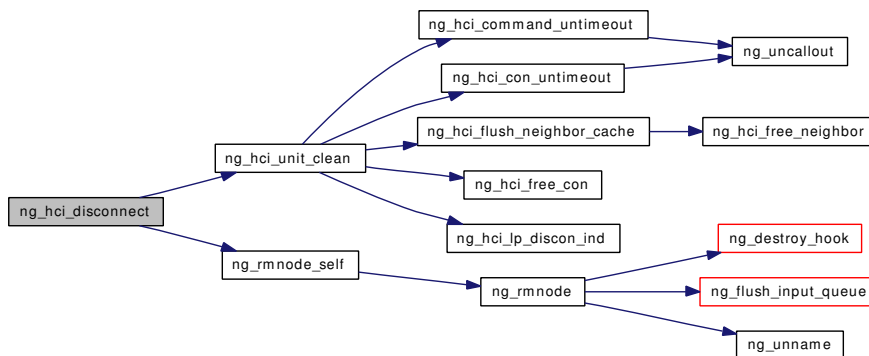 ng_hci_command_untimeout
ng_uncallout
ng_hci_con_untimeout
ng_hci_flush_neighbor_cache
ng_hci_free_neighbor
ng_hci_unit_clean
ng_hci_free_con
ng_hci_disconnect
ng_hci_lp_discon_ind
ng_destroy_hook
ng_rmnode_self
ng_rmnode
ng_flush_input_queue
ng_unname